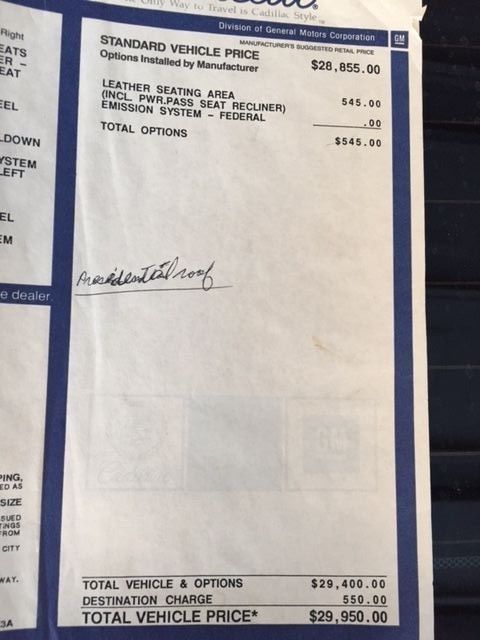 Only Way to Travel is Cadillac Style
Division of General Motors Corporation
GM
MANUFACTURER'S SUGGESTED RETAIL PRICE
STANDARD VEHICLE PRICE $28,855.00
Options Installed by Manufacturer
LEATHER SEATING AREA 545.00
(INCL. PWR.PASS SEAT RECLINER)
EMISSION SYSTEM - FEDERAL .00
TOTAL OPTIONS $545.00
Presidential roof
TOTAL VEHICLE & OPTIONS $29,400.00
DESTINATION CHARGE 550.00
TOTAL VEHICLE PRICE* $29,950.00
Right
EATS
ER -
EAT
EEL
LDOWN
YSTEM
LEFT
EL
EM
e dealer.
PING,
ED AS
SIZE
SSUED
TINGS
FROM
CITY
WAY.
3A